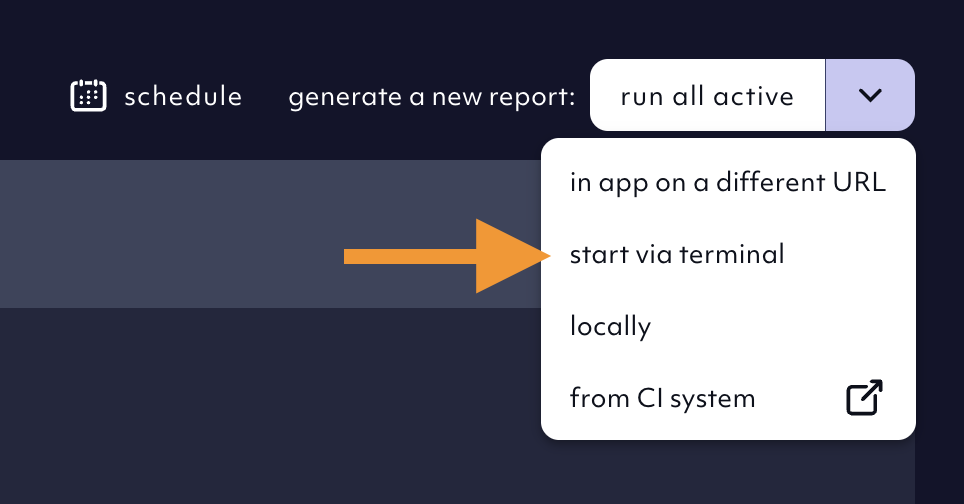 schedule
generate a new report:
run all active
in app on a different URL
start via terminal
locally
from CI system